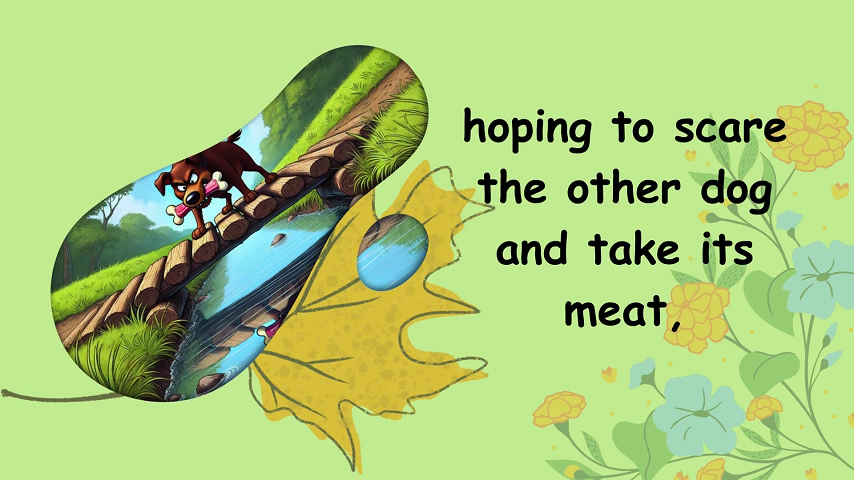 hoping to scare
the other dog
and take its
meat,